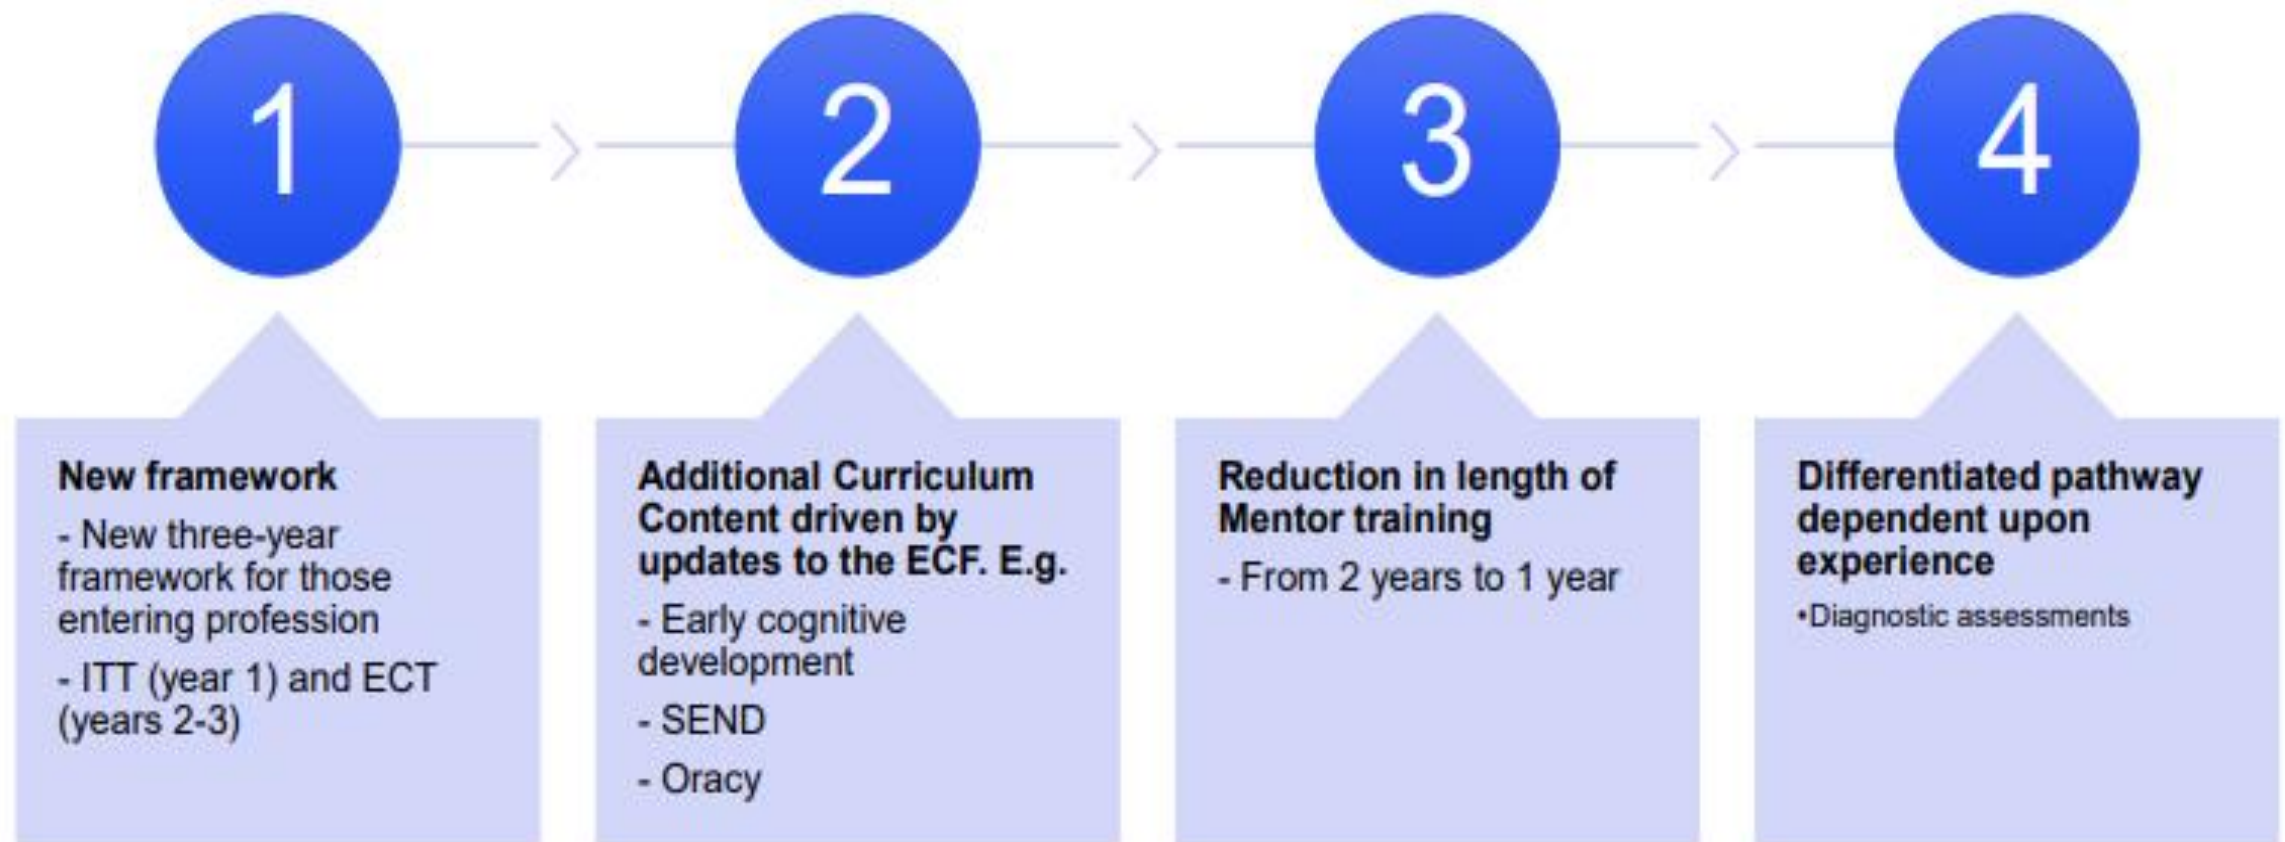 1
New framework
- New three-year
framework for those
entering profession
- ITT (year 1) and ECT
(years 2-3)
2
Additional Curriculum
Content driven by
updates to the ECF. E.g.
- Early cognitive
development
- SEND
- Oracy
3
Reduction in length of
Mentor training
- From 2 years to 1 year
4
Differentiated pathway
dependent upon
experience
•Diagnostic assessments